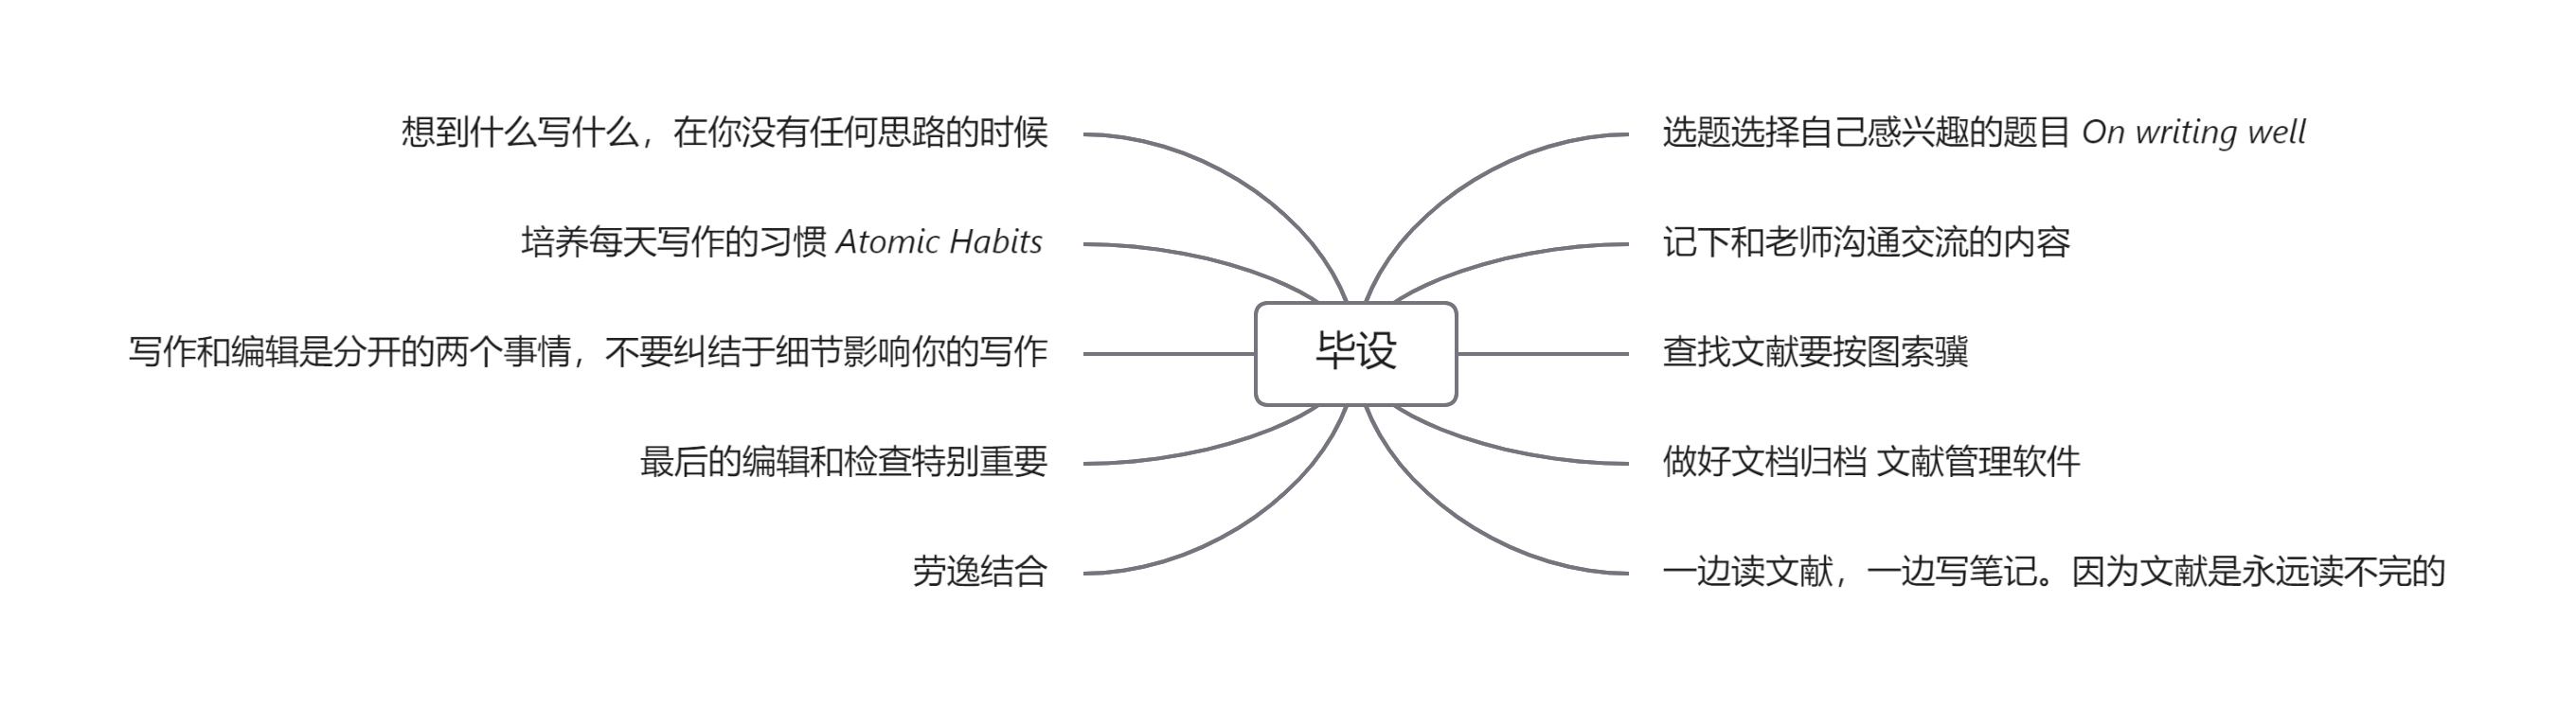 毕设
选题选择自己感兴趣的题目 On writing well
记下和老师沟通交流的内容
查找文献要按图索骥
做好文档归档 文献管理软件
一边读文献，一边写笔记。因为文献是永远读不完的
想到什么写什么，在你没有任何思路的时候
培养每天写作的习惯 Atomic Habits
写作和编辑是分开的两个事情，不要纠结于细节影响你的写作
最后的编辑和检查特别重要
劳逸结合